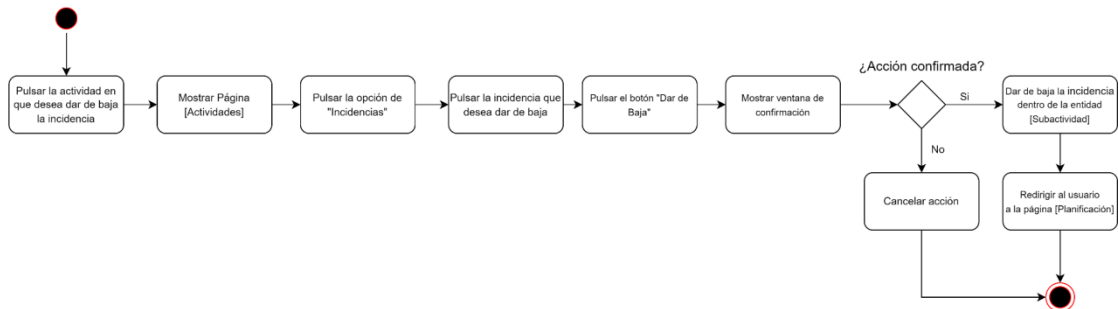 ¿Acción confirmada?
Pulsar la actividad en
que desea dar de baja
la incidencia
Mostrar Página
[Actividades]
Pulsar la opción de
"Incidencias"
Pulsar la incidencia que
desea dar de baja
Pulsar el botón "Dar de
Baja"
Mostrar ventana de
confirmación
Si
Dar de baja la incidencia
dentro de la entidad
[Subactividad]
No
Cancelar acción
Redirigir al usuario
a la página [Planificación]